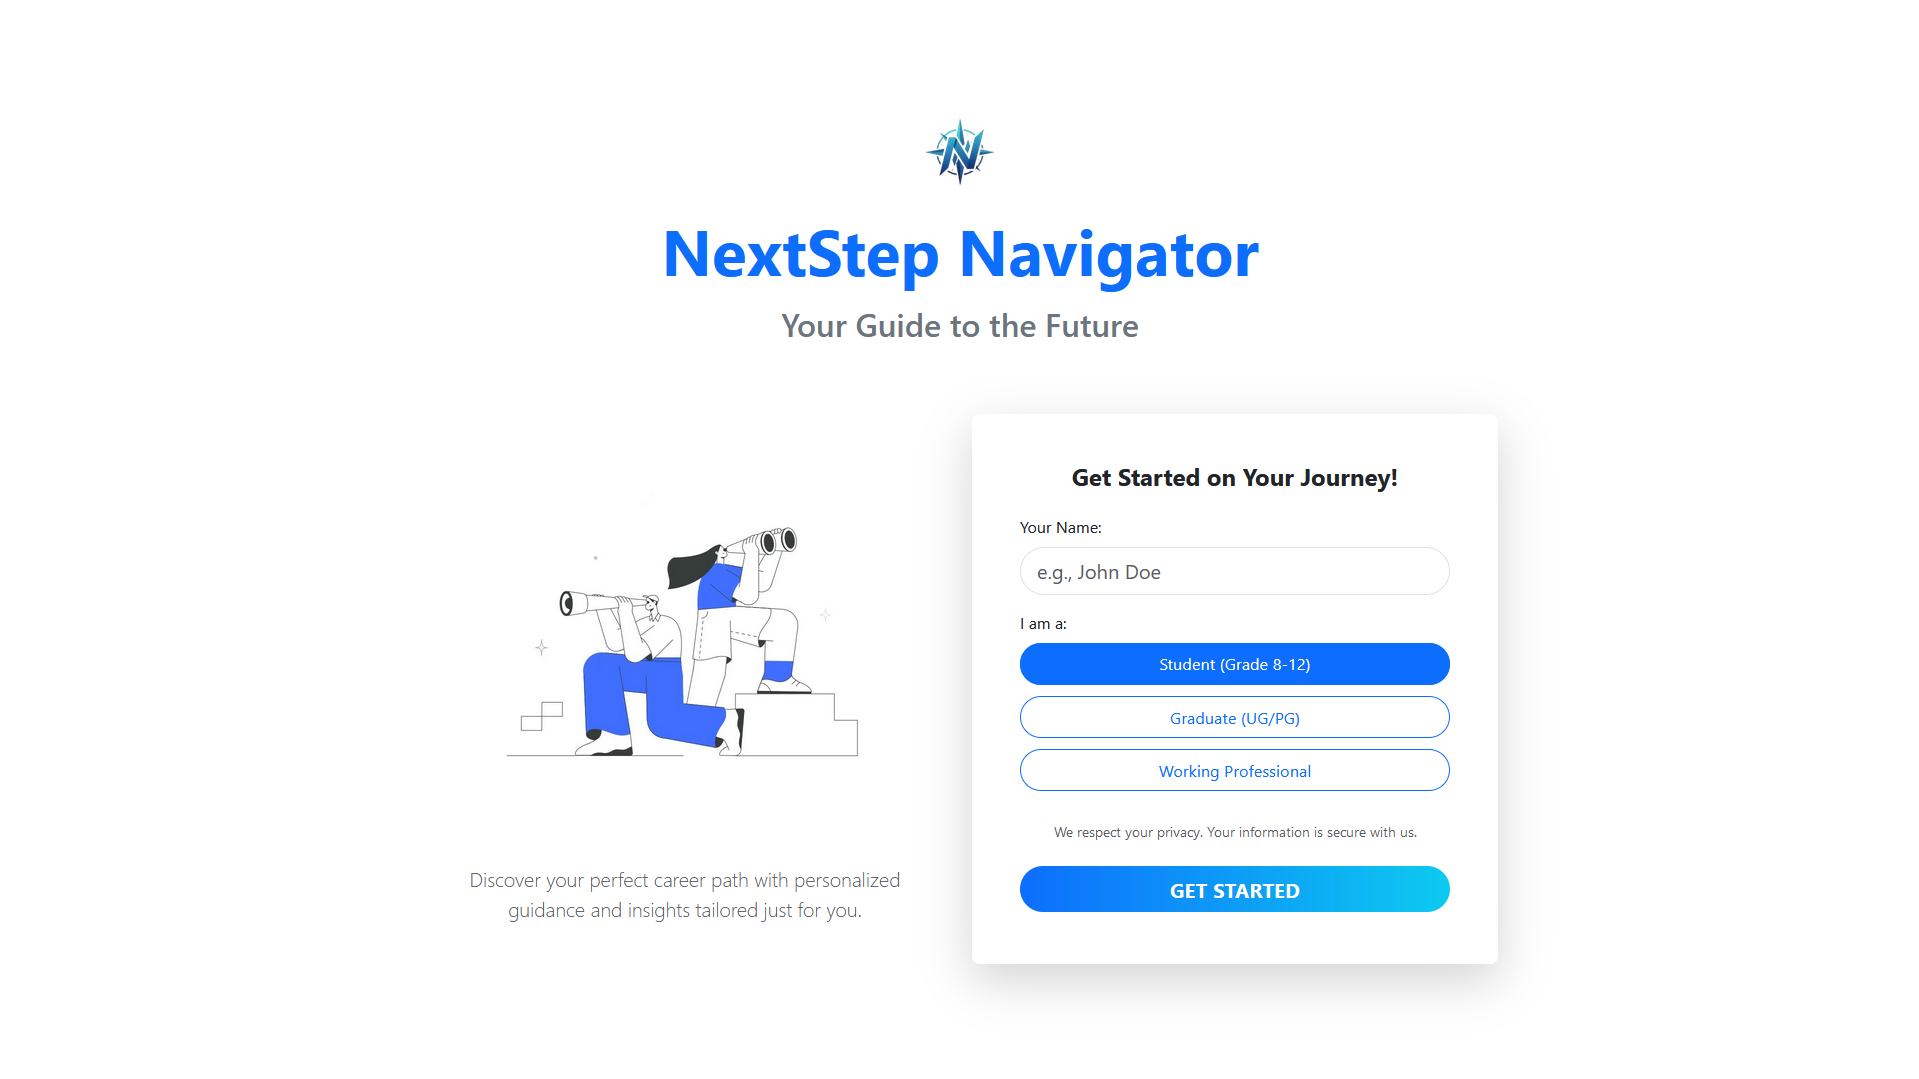 NextStep Navigator
Your Guide to the Future
Get Started on Your Journey!
Your Name:
e.g., John Doe
I am a:
Student (Grade 8-12)
Graduate (UG/PG)
Working Professional
We respect your privacy. Your information is secure with us.
GET STARTED
Discover your perfect career path with personalized
guidance and insights tailored just for you.